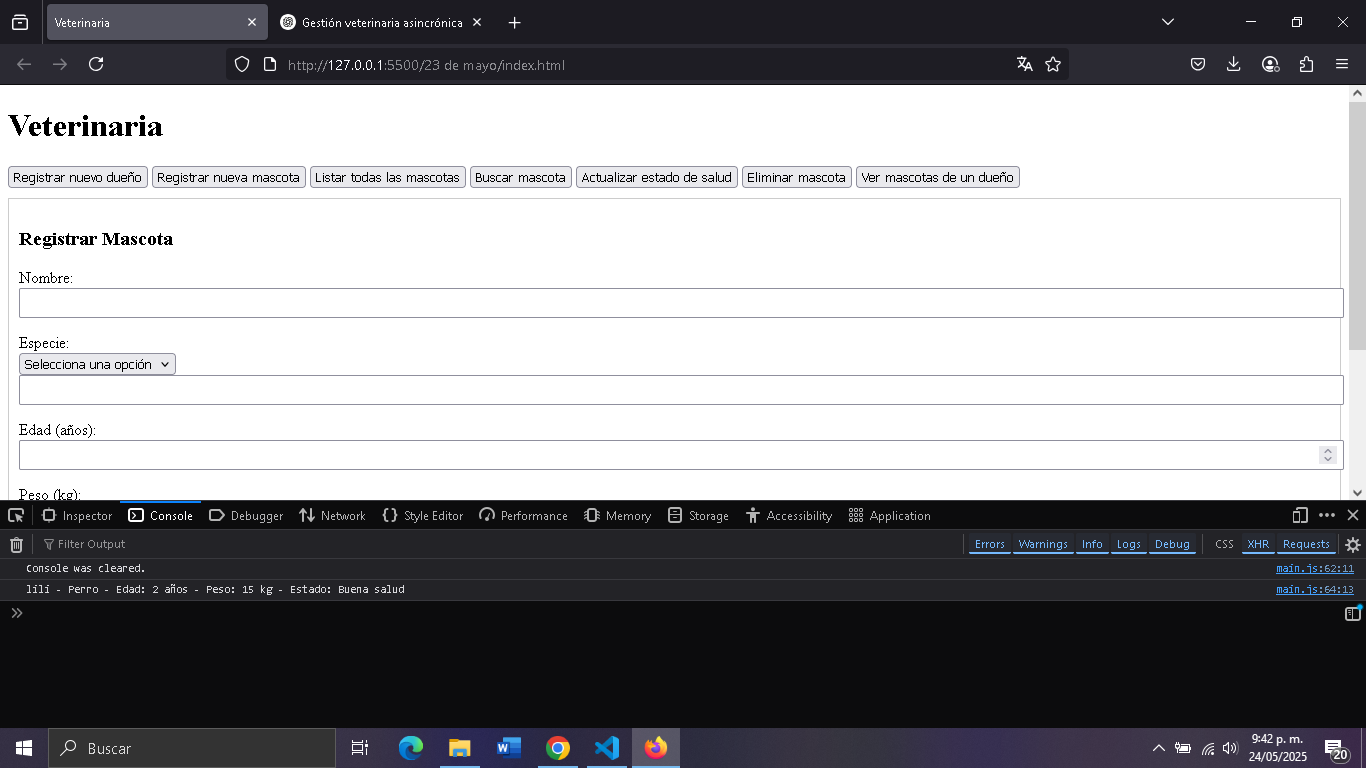 Veterinaria
Gestión veterinaria asincrónica
http://127.0.0.1:5500/23 de mayo/index.html
Veterinaria
Registrar nuevo dueño Registrar nueva mascota Listar todas las mascotas Buscar mascota Actualizar estado de salud Eliminar mascota Ver mascotas de un dueño
Registrar Mascota
Nombre:
Especie:
Selecciona una opción
Edad (años):
Peso (kg):
Inspector Console Debugger Network Style Editor Performance Memory Storage Accessibility Application
Filter Output Errors Warnings Info Logs Debug CSS XHR Requests
Console was cleared. main.js:62:11
lili - Perro - Edad: 2 años - Peso: 15 kg - Estado: Buena salud main.js:64:13
Buscar
9:42 p. m.
24/05/2025
20